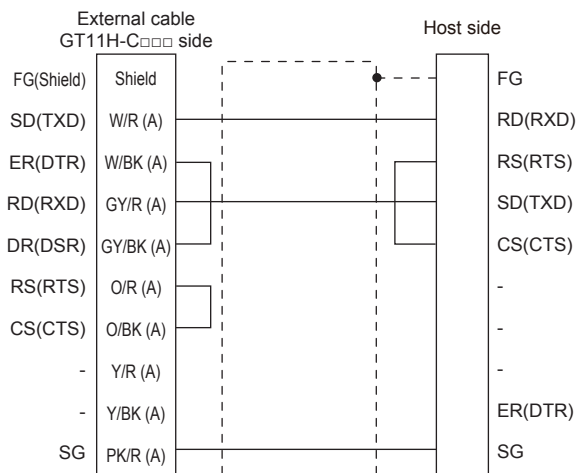 External cable
GT11H-C□□□ side
Host side
FG(Shield) Shield FG
SD(TXD) W/R (A) RD(RXD)
ER(DTR) W/BK (A) RS(RTS)
RD(RXD) GY/R (A) SD(TXD)
DR(DSR) GY/BK (A) CS(CTS)
RS(RTS) O/R (A) -
CS(CTS) O/BK (A) -
- Y/R (A) -
- Y/BK (A) ER(DTR)
SG PK/R (A) SG